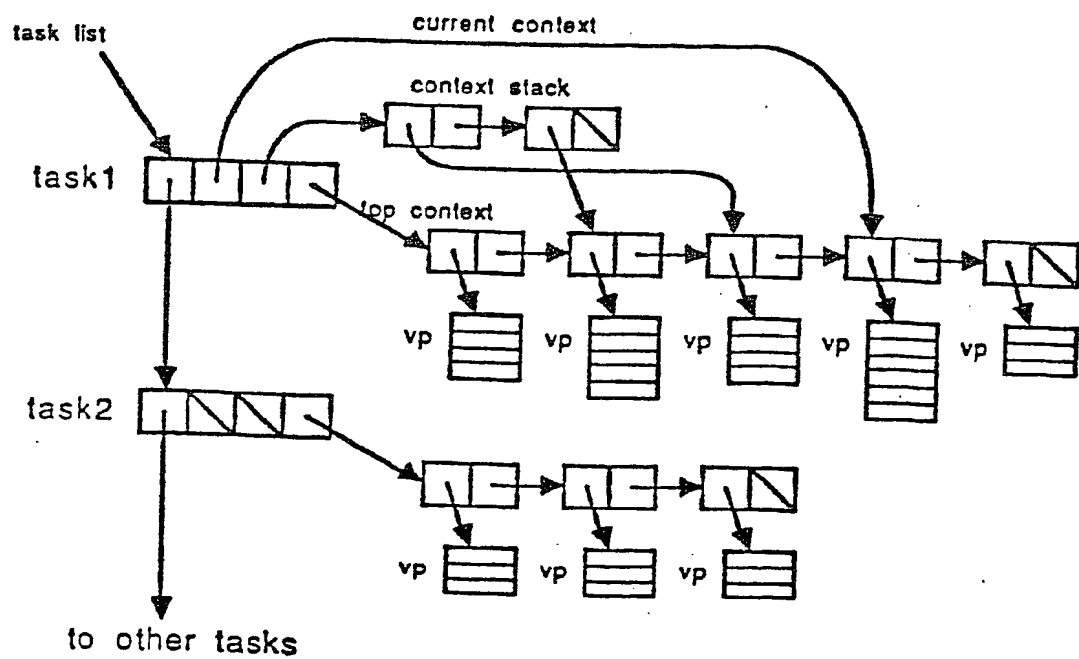 task list
current context
context stack
task1
top context
vp
vp
vp
vp
vp
task2
vp
vp
vp
to other tasks